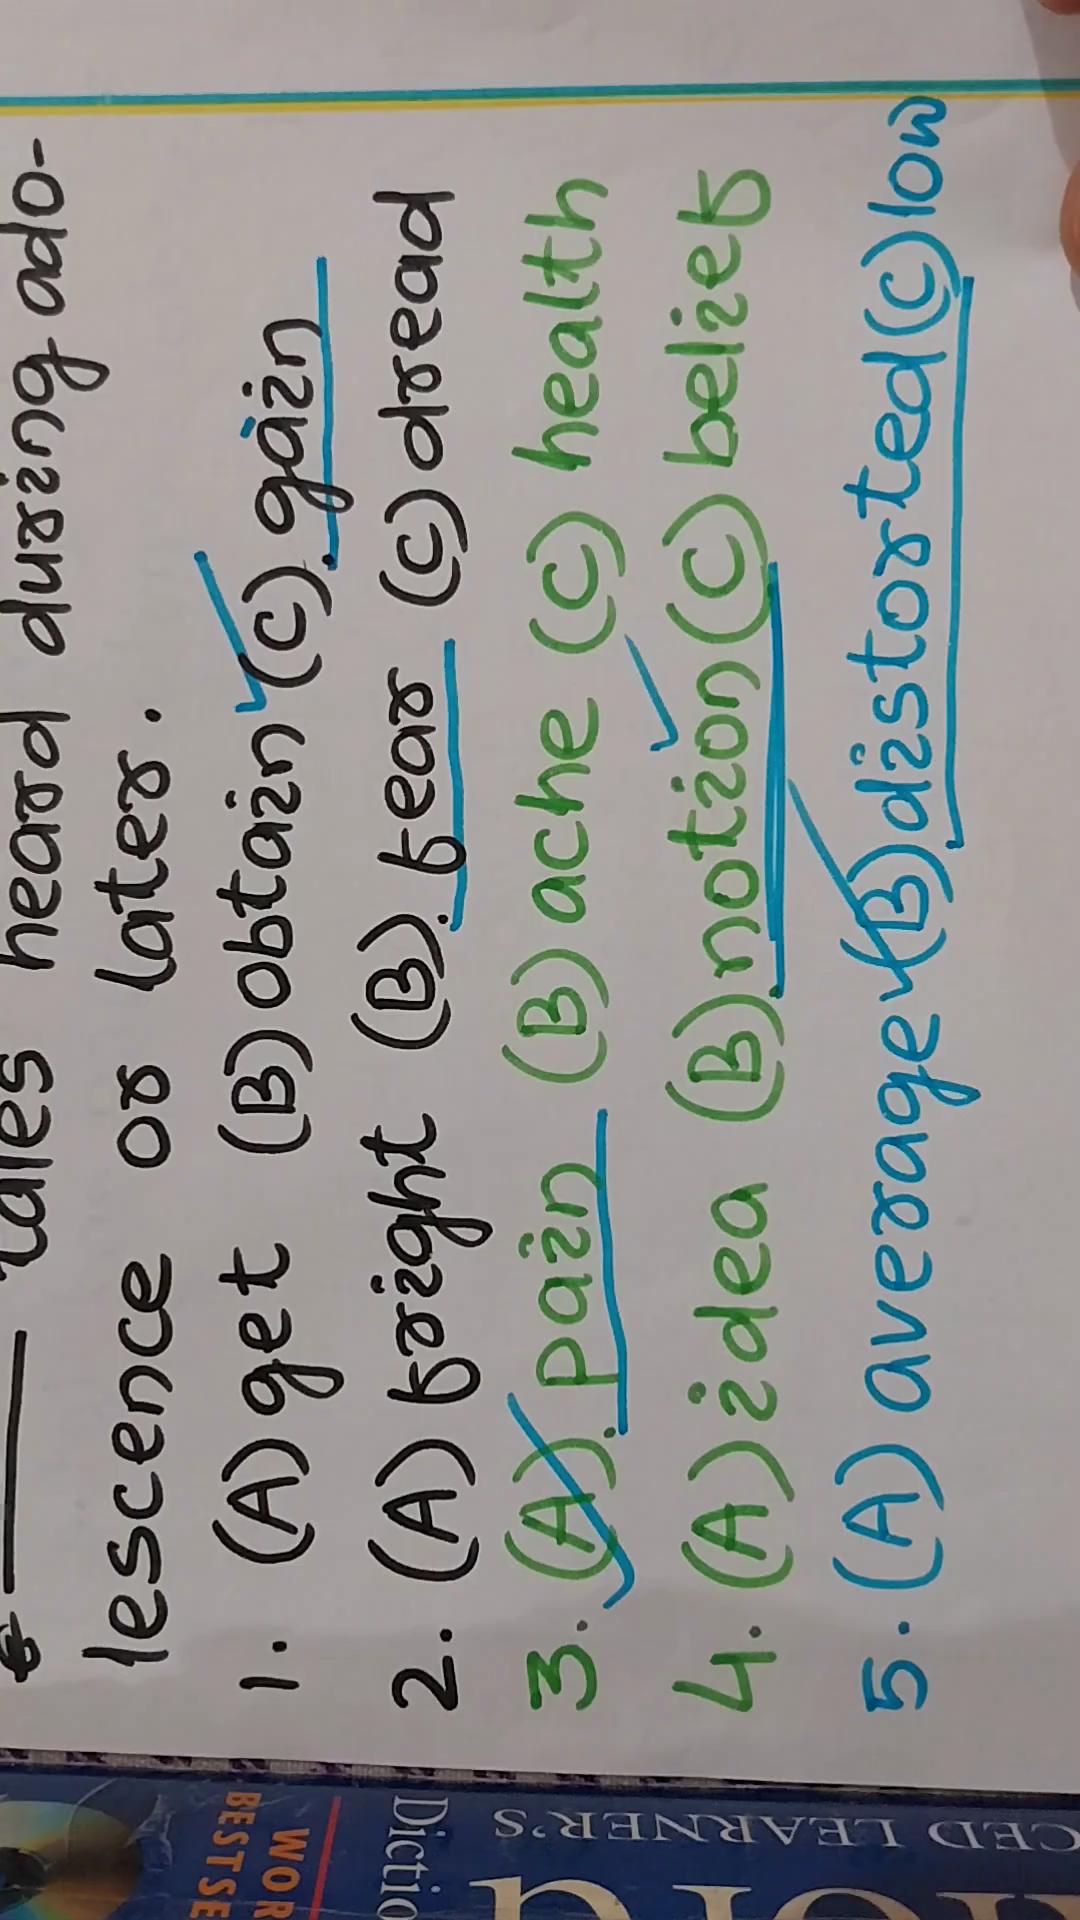 tales heard during ado-
lescence or later.
1. (A) get (B) obtain (C) gain
2. (A) fright (B) fear (C) dread
3. (A) pain (B) ache (C) health
4. (A) idea (B) notion (C) belief
5. (A) average (B) distorted (C) low
WOR
BESTSE
Dictio
CED LEARNER'S